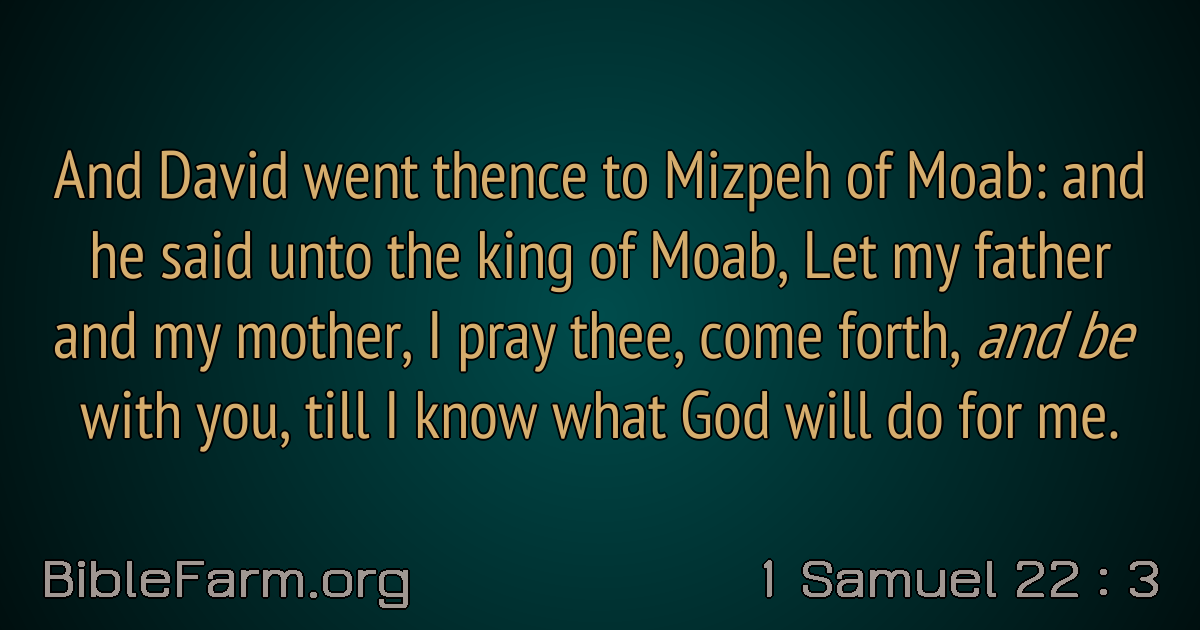 And David went thence to Mizpeh of Moab: and
he said unto the king of Moab, Let my father
and my mother, I pray thee, come forth, and be
with you, till I know what God will do for me.
BibleFarm.org
1 Samuel 22 : 3